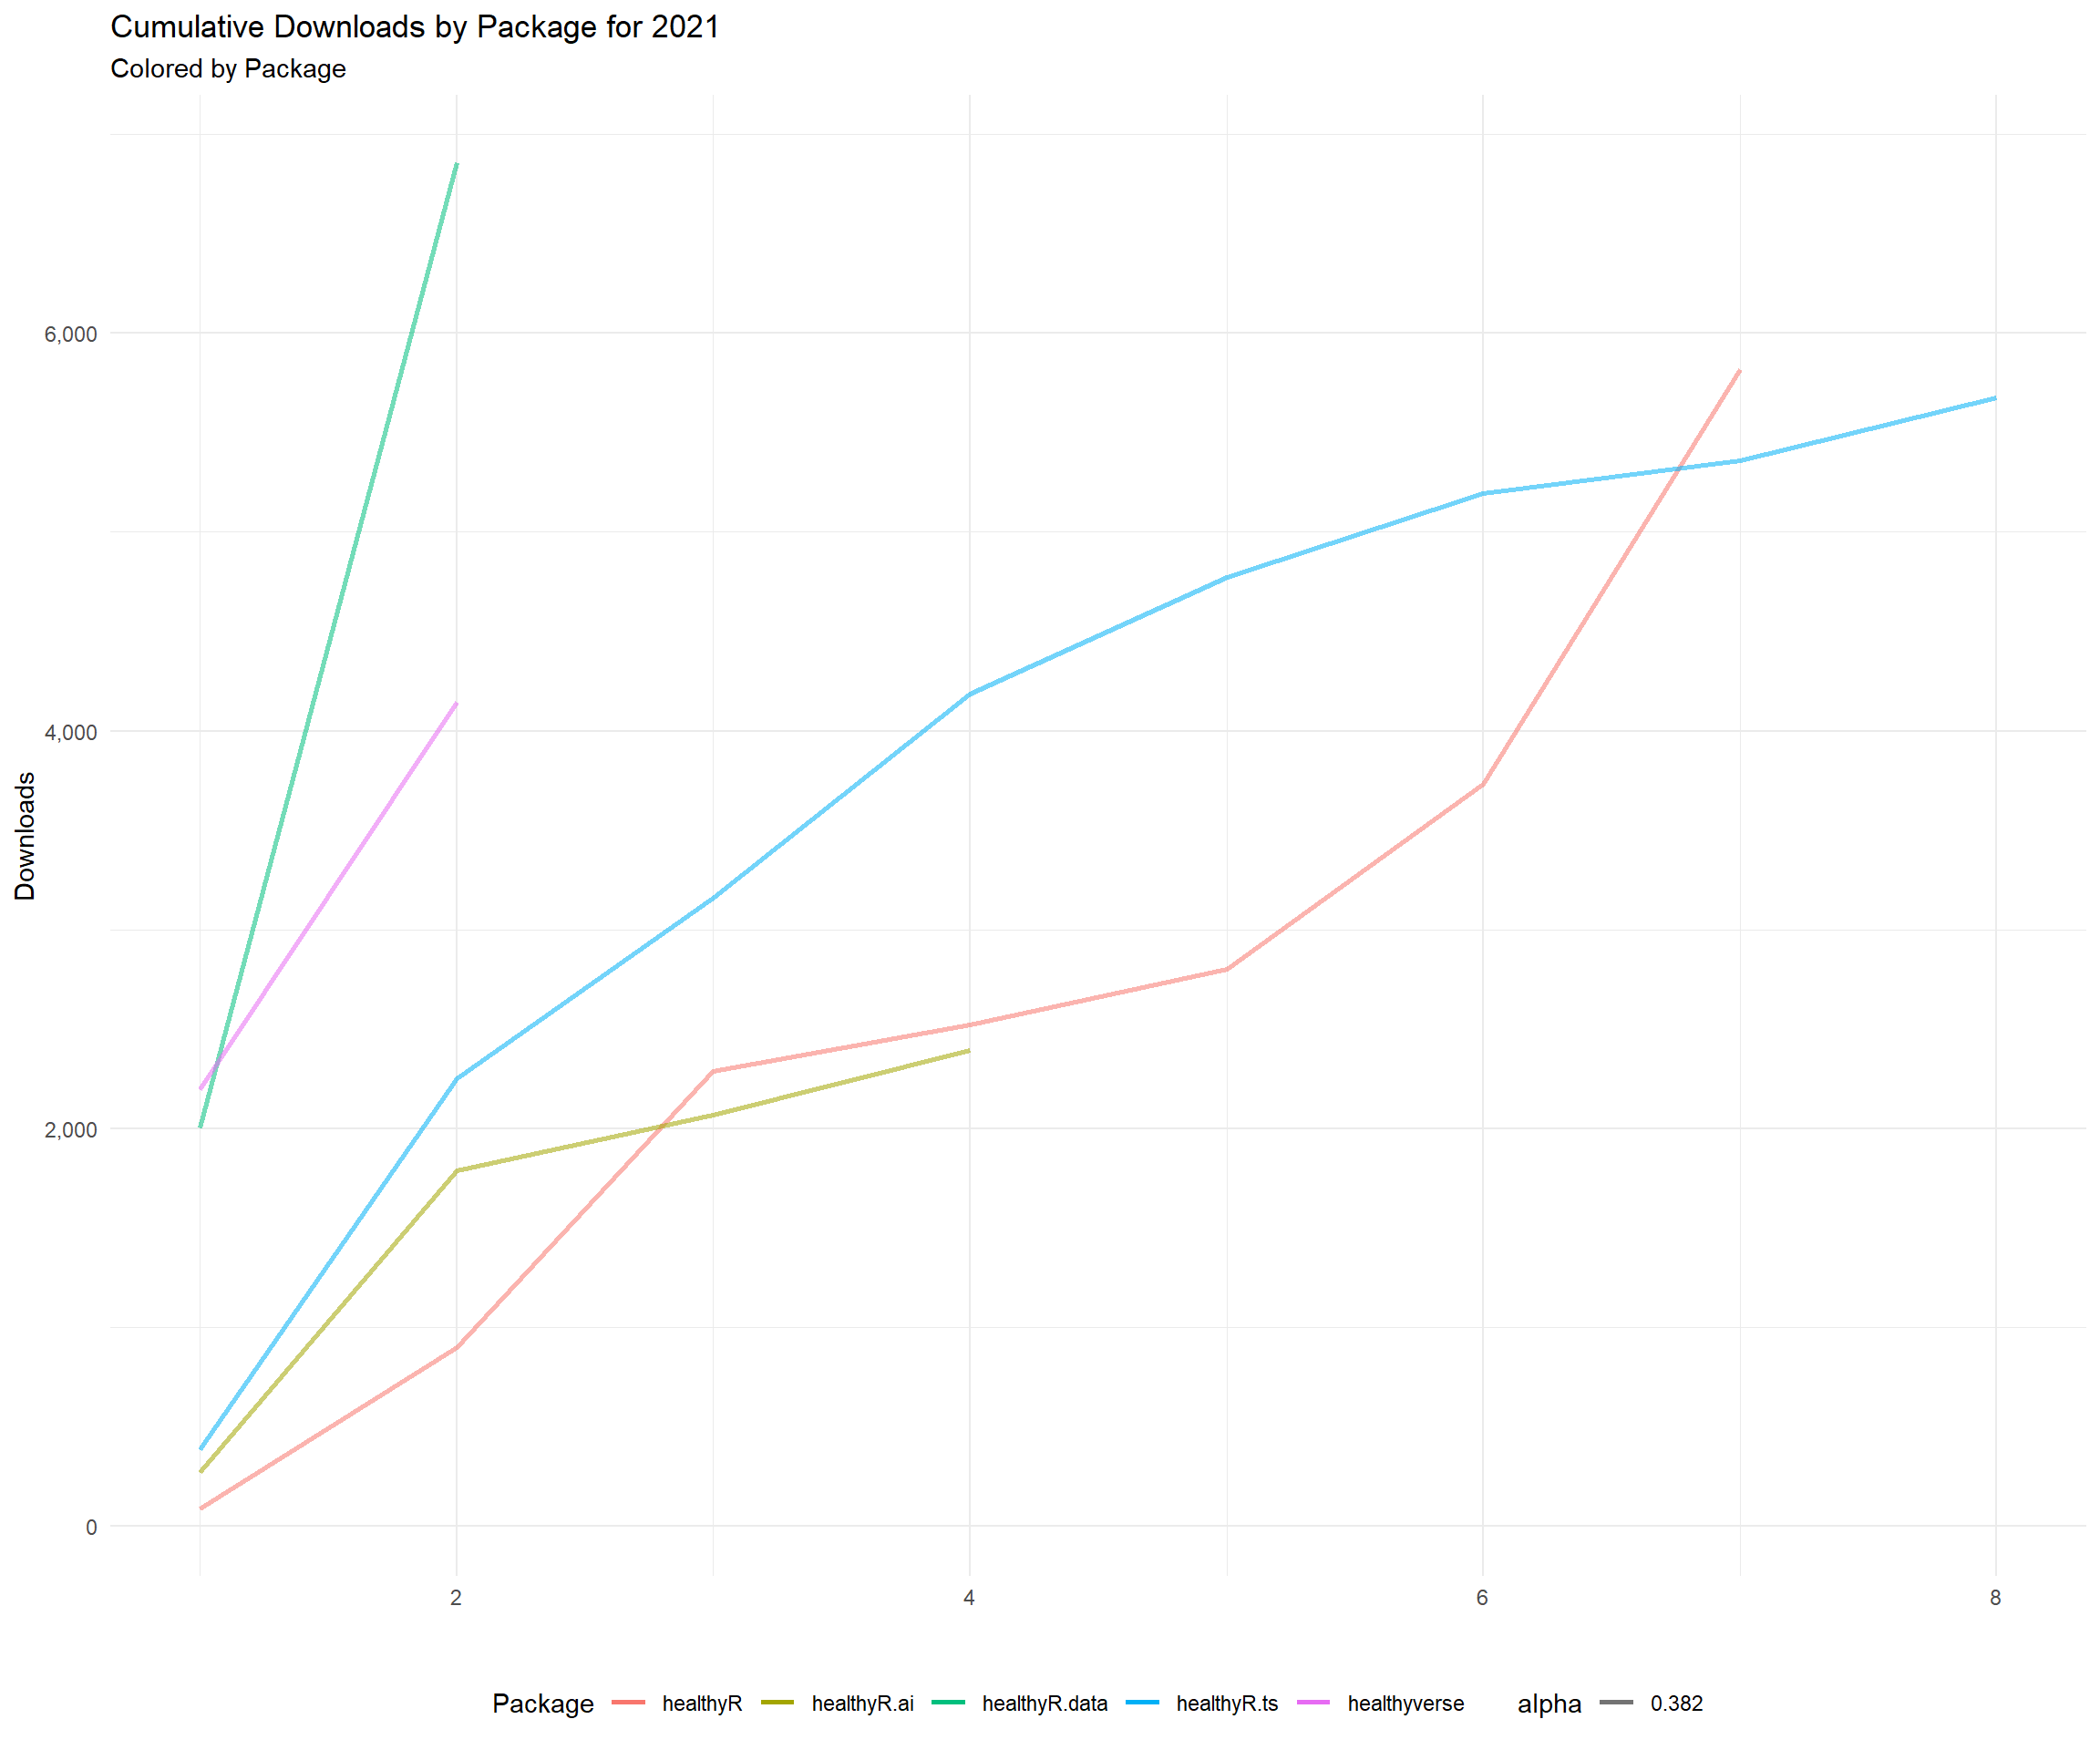 Cumulative Downloads by Package for 2021
Colored by Package
Downloads
6,000
4,000
2,000
0
2 4 6 8
Package healthyR healthyR.ai healthyR.data healthyR.ts healthyverse alpha 0.382